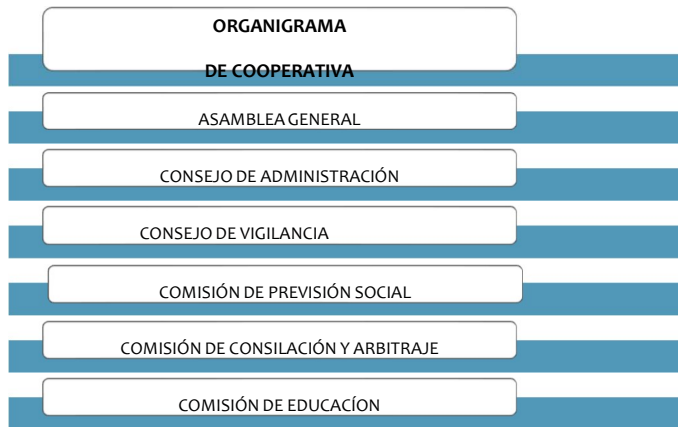 ORGANIGRAMA
DE COOPERATIVA
ASAMBLEA GENERAL
CONSEJO DE ADMINISTRACIÓN
CONSEJO DE VIGILANCIA
COMISIÓN DE PREVISIÓN SOCIAL
COMISIÓN DE CONSILACIÓN Y ARBITRAJE
COMISIÓN DE EDUCACÍON